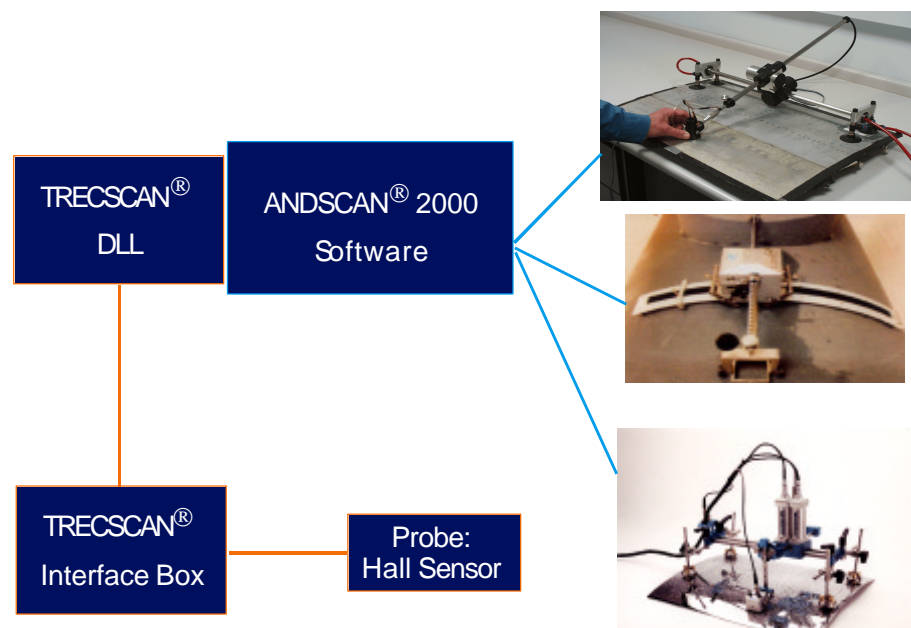 TRECSCAN®
DLL
ANDSCAN® 2000
Software
TRECSCAN®
Interface Box
Probe:
Hall Sensor